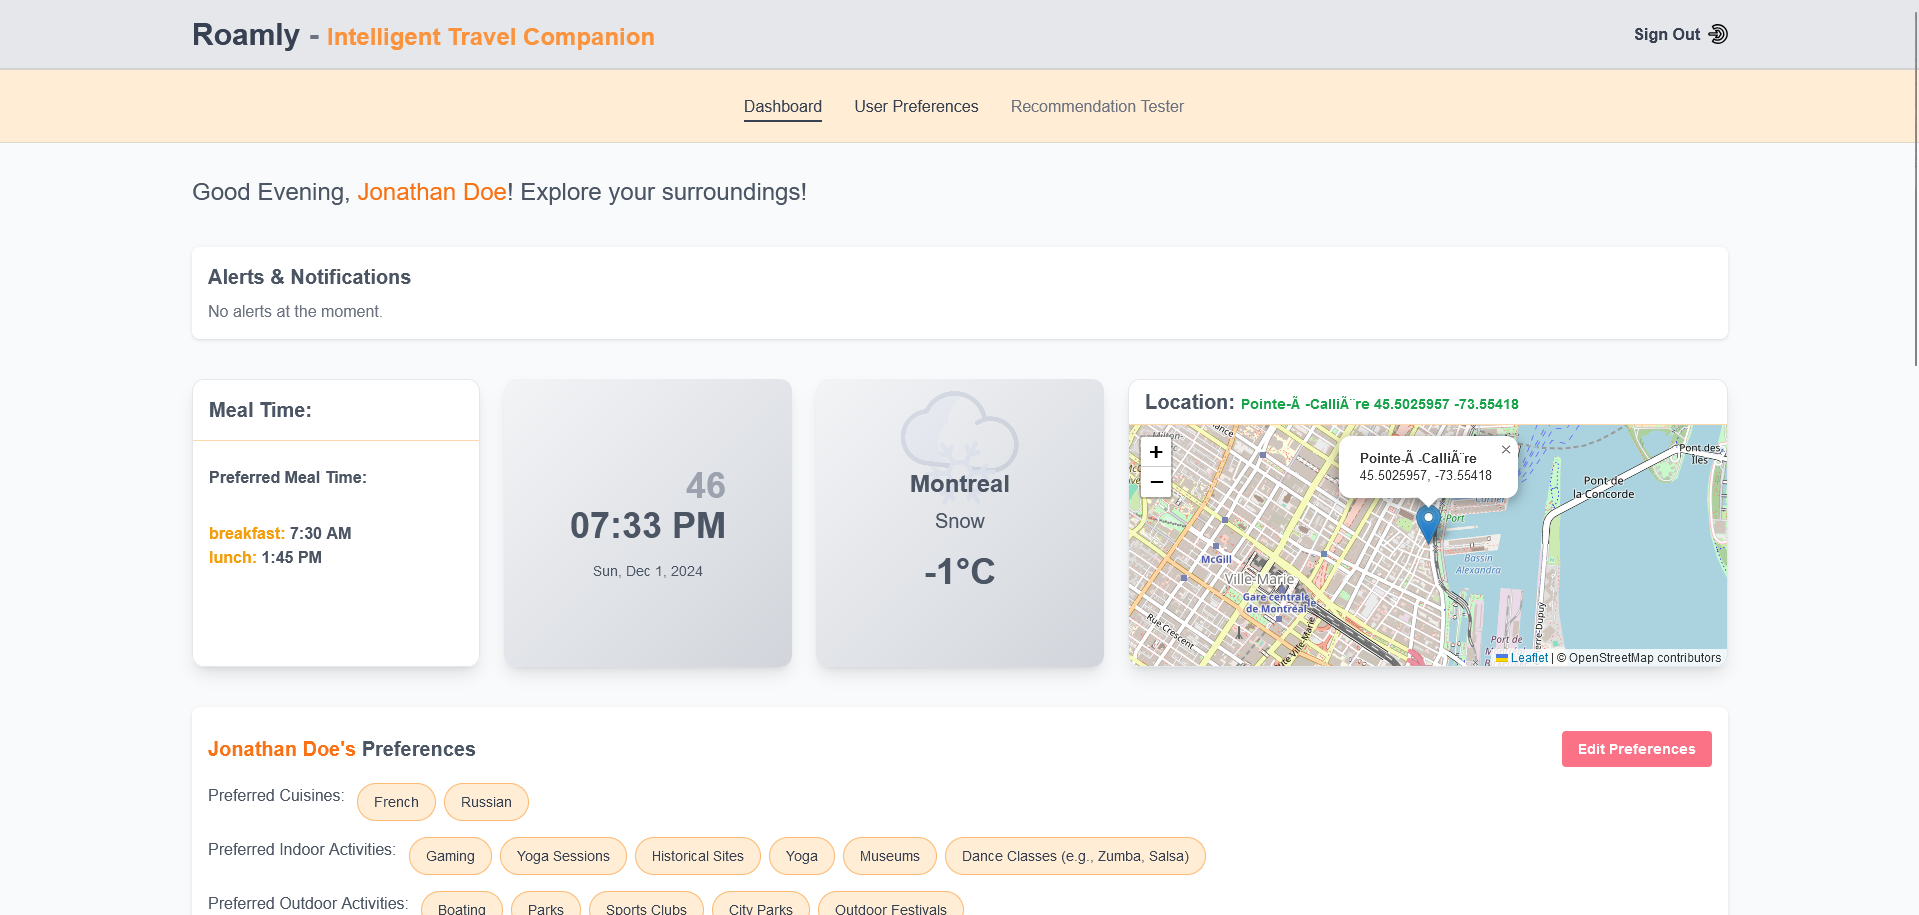 Roamly - Intelligent Travel Companion
Sign Out
Dashboard
User Preferences
Recommendation Tester
Good Evening, Jonathan Doe! Explore your surroundings!
Alerts & Notifications
No alerts at the moment.
Meal Time:
Preferred Meal Time:
breakfast: 7:30 AM
lunch: 1:45 PM
46
07:33 PM
Sun, Dec 1, 2024
Montreal
Snow
-1°C
Location: Pointe-Ã -CalliÃ¨re 45.5025957 -73.55418
+
−
Pointe-Ã -CalliÃ¨re
45.5025957, -73.55418
×
Pont des
Îles
Pont de
la Concorde
Bassin
Alexandra
McGill
Ville-Marie
Gare centrale
de Montréal
Rue Crescent
Port de
Leaflet | © OpenStreetMap contributors
Jonathan Doe's Preferences
Edit Preferences
Preferred Cuisines:
French
Russian
Preferred Indoor Activities:
Gaming
Yoga Sessions
Historical Sites
Yoga
Museums
Dance Classes (e.g., Zumba, Salsa)
Preferred Outdoor Activities:
Boating
Parks
Sports Clubs
City Parks
Outdoor Festivals